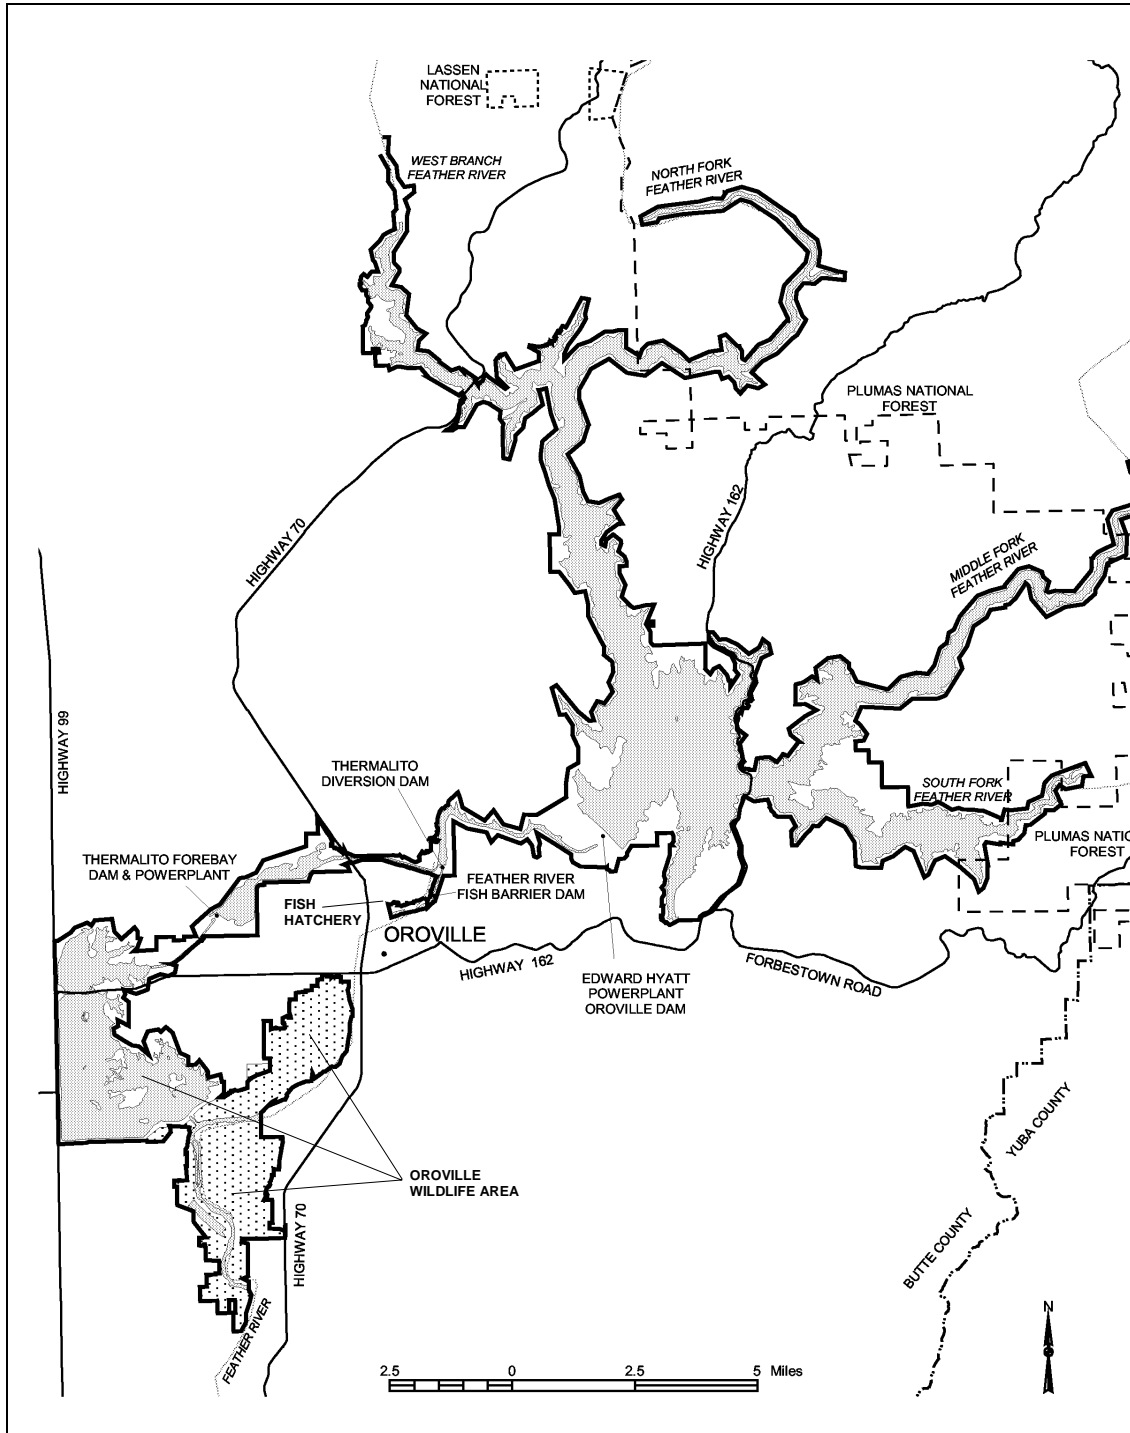 LASSEN
NATIONAL
FOREST
WEST BRANCH
FEATHER RIVER
NORTH FORK
FEATHER RIVER
PLUMAS NATIONAL
FOREST
HIGHWAY 162
HIGHWAY 70
MIDDLE FORK
FEATHER RIVER
HIGHWAY 99
THERMALITO
DIVERSION DAM
SOUTH FORK
FEATHER RIVER
PLUMAS NATIO
FOREST
THERMALITO FOREBAY
DAM & POWERPLANT
FEATHER RIVER
FISH BARRIER DAM
FISH
HATCHERY
OROVILLE
HIGHWAY 162
FORBESTOWN ROAD
EDWARD HYATT
POWERPLANT
OROVILLE DAM
YUBA COUNTY
BUTTE COUNTY
OROVILLE
WILDLIFE AREA
HIGHWAY 70
FEATHER RIVER
N
2.5 0 2.5 5 Miles